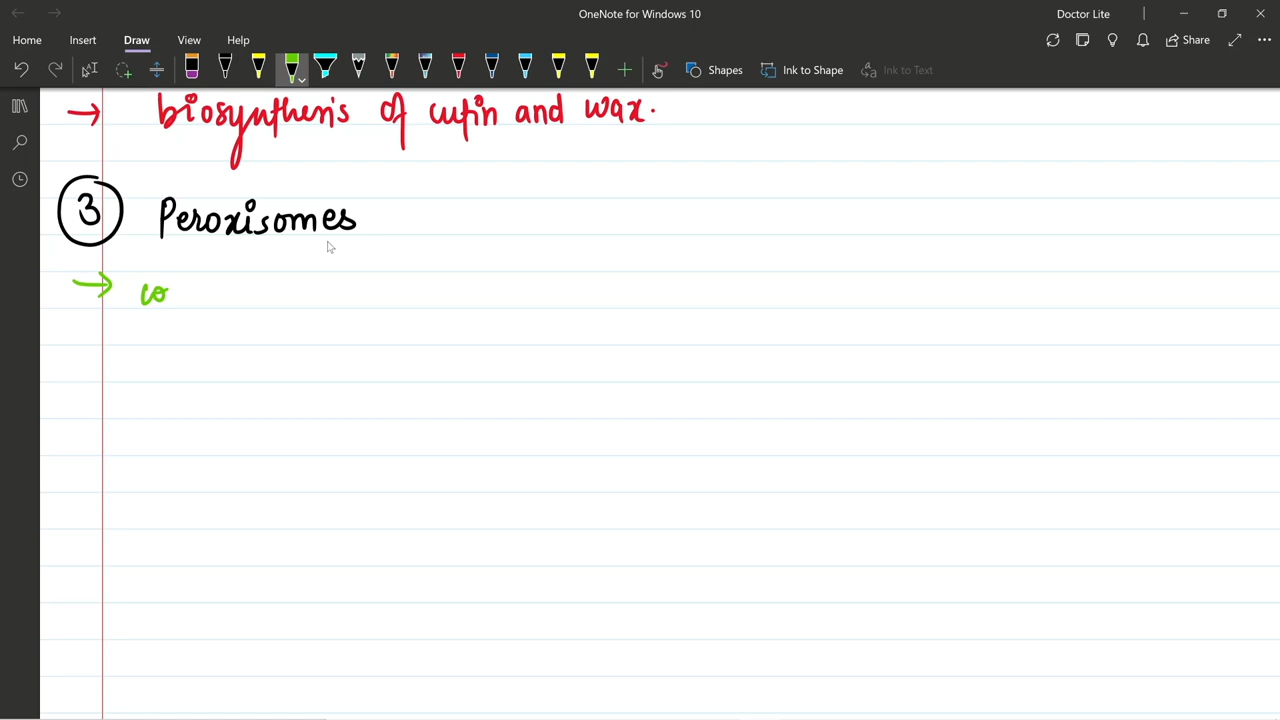 OneNote for Windows 10
Doctor Lite
Home Insert Draw View Help
Share
Shapes Ink to Shape Ink to Text
→ biosynthesis of cutin and wax.
3 Peroxisomes
→ co